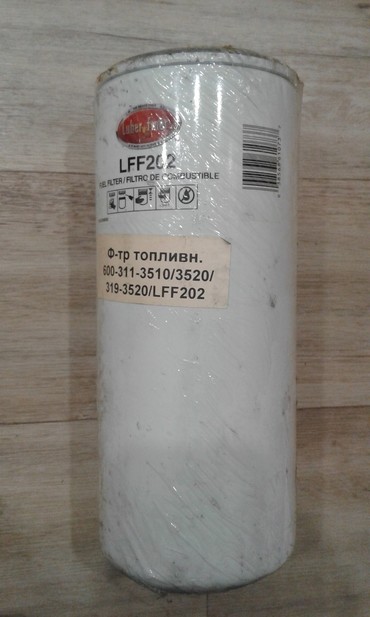 LFF202
FUEL FILTER / FILTRO DE COMBUSTIBLE
Ф-тр топливн.
600-311-3510/3520/
319-3520/LFF202